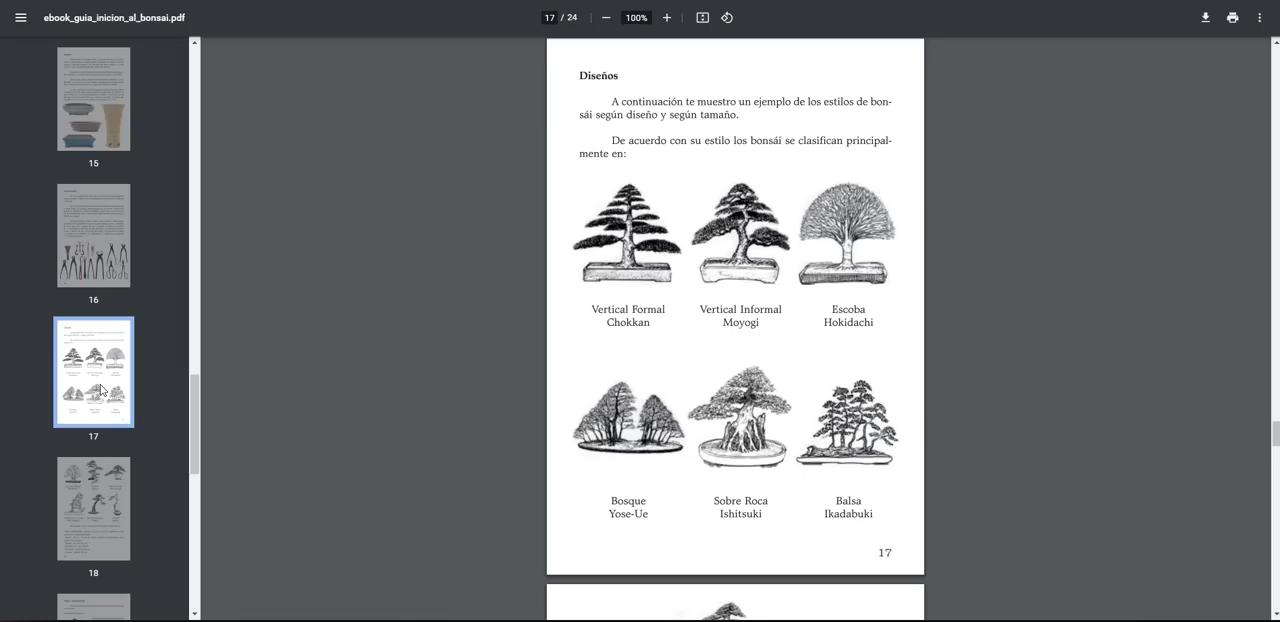 ebook_guia_inicion_al_bonsai.pdf
17 / 24
100%
15
16
17
18
Diseños
A continuación te muestro un ejemplo de los estilos de bon-
sái según diseño y según tamaño.
De acuerdo con su estilo los bonsái se clasifican principal-
mente en:
Vertical Formal
Chokkan
Vertical Informal
Moyogi
Escoba
Hokidachi
Bosque
Yose-Ue
Sobre Roca
Ishitsuki
Balsa
Ikadabuki
17